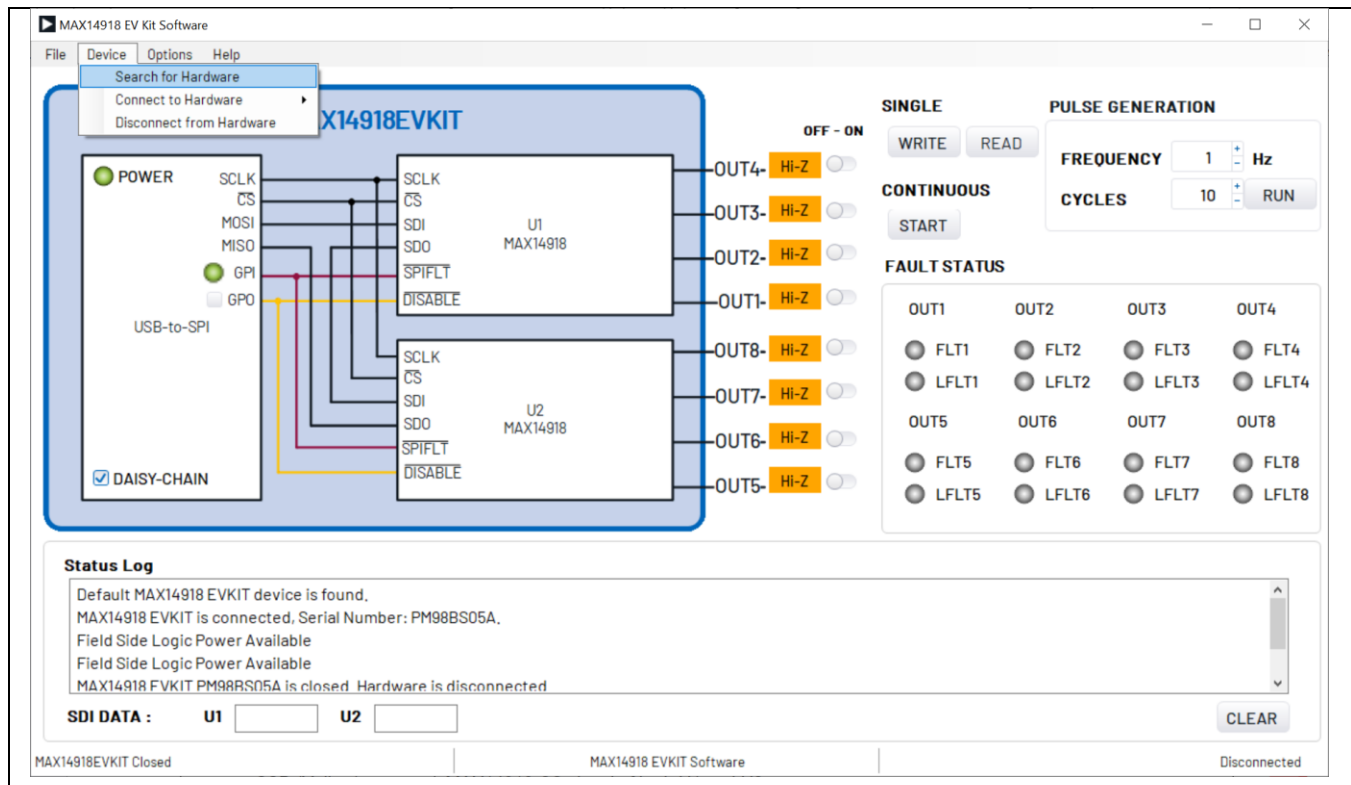 MAX14918 EV Kit Software
File Device Options Help
Search for Hardware
Connect to Hardware
Disconnect from Hardware
X14918EVKIT
OFF - ON
POWER
SCLK
CS
MOSI
MISO
GPI
GPO
USB-to-SPI
DAISY-CHAIN
SCLK
CS
SDI
SDO
SPIFLT
DISABLE
U1
MAX14918
SCLK
CS
SDI
SDO
SPIFLT
DISABLE
U2
MAX14918
OUT4- Hi-Z
OUT3- Hi-Z
OUT2- Hi-Z
OUT1- Hi-Z
OUT8- Hi-Z
OUT7- Hi-Z
OUT6- Hi-Z
OUT5- Hi-Z
SINGLE
WRITE READ
CONTINUOUS
START
PULSE GENERATION
FREQUENCY 1 Hz
CYCLES 10 RUN
FAULT STATUS
OUT1 OUT2 OUT3 OUT4
FLT1 FLT2 FLT3 FLT4
LFLT1 LFLT2 LFLT3 LFLT4
OUT5 OUT6 OUT7 OUT8
FLT5 FLT6 FLT7 FLT8
LFLT5 LFLT6 LFLT7 LFLT8
Status Log
Default MAX14918 EVKIT device is found.
MAX14918 EVKIT is connected, Serial Number: PM98BS05A.
Field Side Logic Power Available
Field Side Logic Power Available
MAX14918 EVKIT PM98BS05A is closed Hardware is disconnected
SDI DATA : U1 U2
CLEAR
MAX14918EVKIT Closed MAX14918 EVKIT Software Disconnected